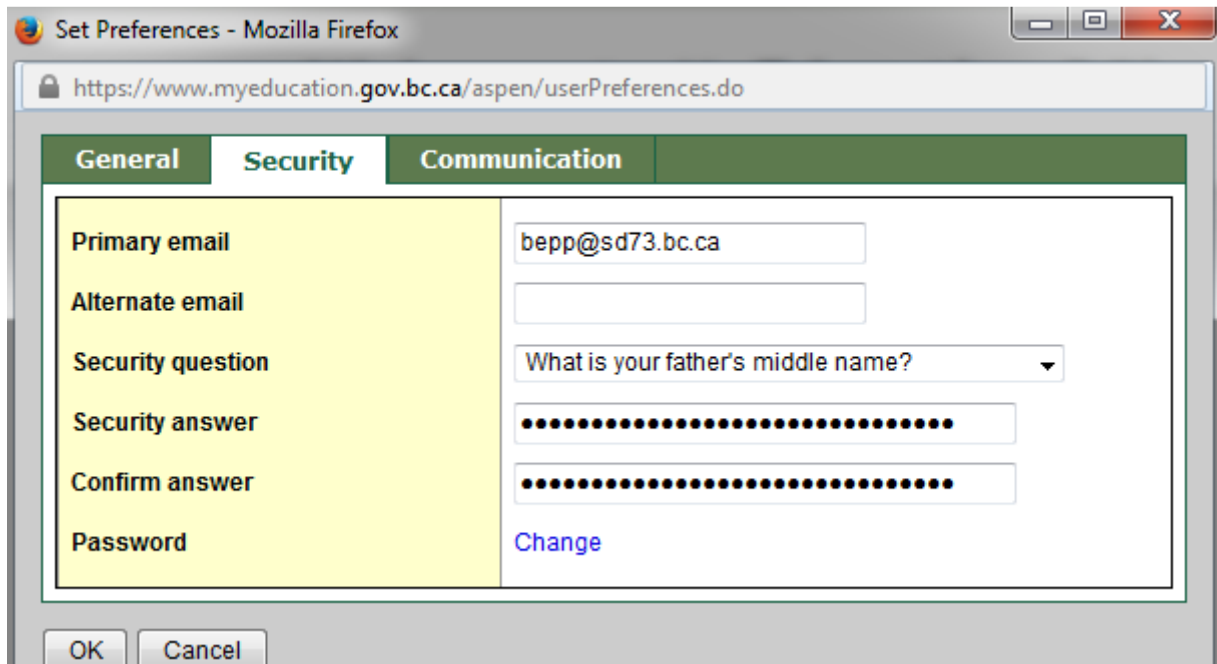 Set Preferences - Mozilla Firefox
https://www.myeducation.gov.bc.ca/aspen/userPreferences.do
General Security Communication
Primary email bepp@sd73.bc.ca
Alternate email
Security question What is your father's middle name?
Security answer •••••••••••••••••••••••••••••••
Confirm answer •••••••••••••••••••••••••••••••
Password Change
OK Cancel